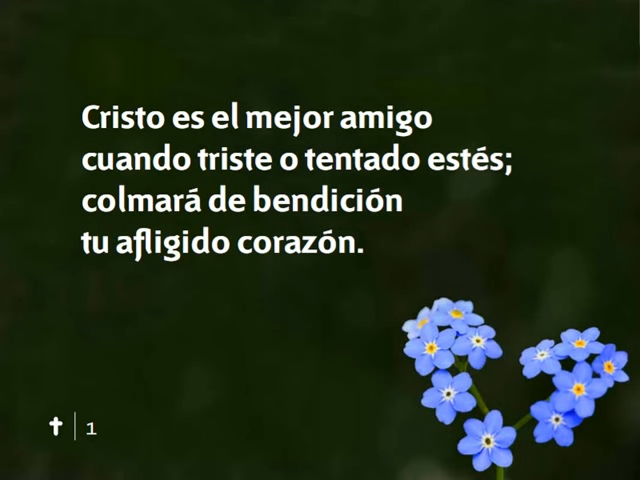 Cristo es el mejor amigo
cuando triste o tentado estés;
colmará de bendición
tu afligido corazón.
1